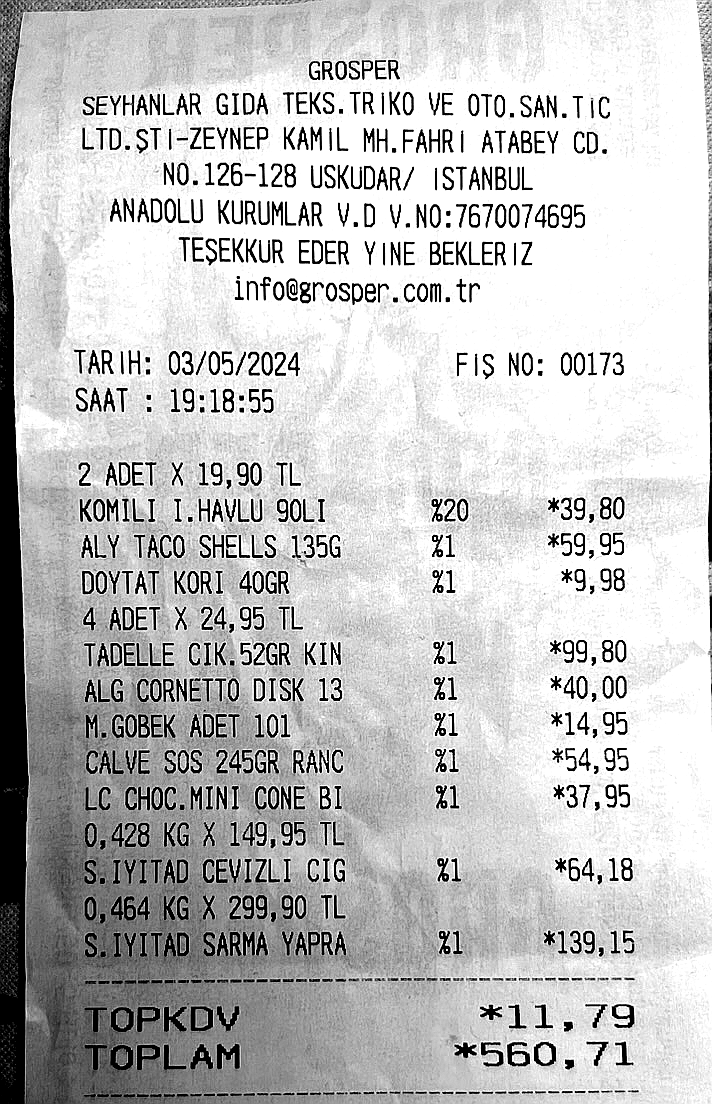 GROSPER
SEYHANLAR GIDA TEKS.TRIKO VE OTO.SAN.TIC
LTD.ŞTI-ZEYNEP KAMIL MH.FAHRI ATABEY CD.
NO.126-128 USKUDAR/ ISTANBUL
ANADOLU KURUMLAR V.D V.NO:7670074695
TEŞEKKUR EDER YINE BEKLERIZ
info@grosper.com.tr
TARIH: 03/05/2024 FIŞ NO: 00173
SAAT : 19:18:55
2 ADET X 19,90 TL
KOMILI I.HAVLU 90LI %20 *39,80
ALY TACO SHELLS 135G %1 *59,95
DOYTAT KORI 40GR %1 *9,98
4 ADET X 24,95 TL
TADELLE CIK.52GR KIN %1 *99,80
ALG CORNETTO DISK 13 %1 *40,00
M.GOBEK ADET 101 %1 *14,95
CALVE SOS 245GR RANC %1 *54,95
LC CHOC.MINI CONE BI %1 *37,95
0,428 KG X 149,95 TL
S.IYITAD CEVIZLI CIG %1 *64,18
0,464 KG X 299,90 TL
S.IYITAD SARMA YAPRA %1 *139,15
TOPKDV *11,79
TOPLAM *560,71